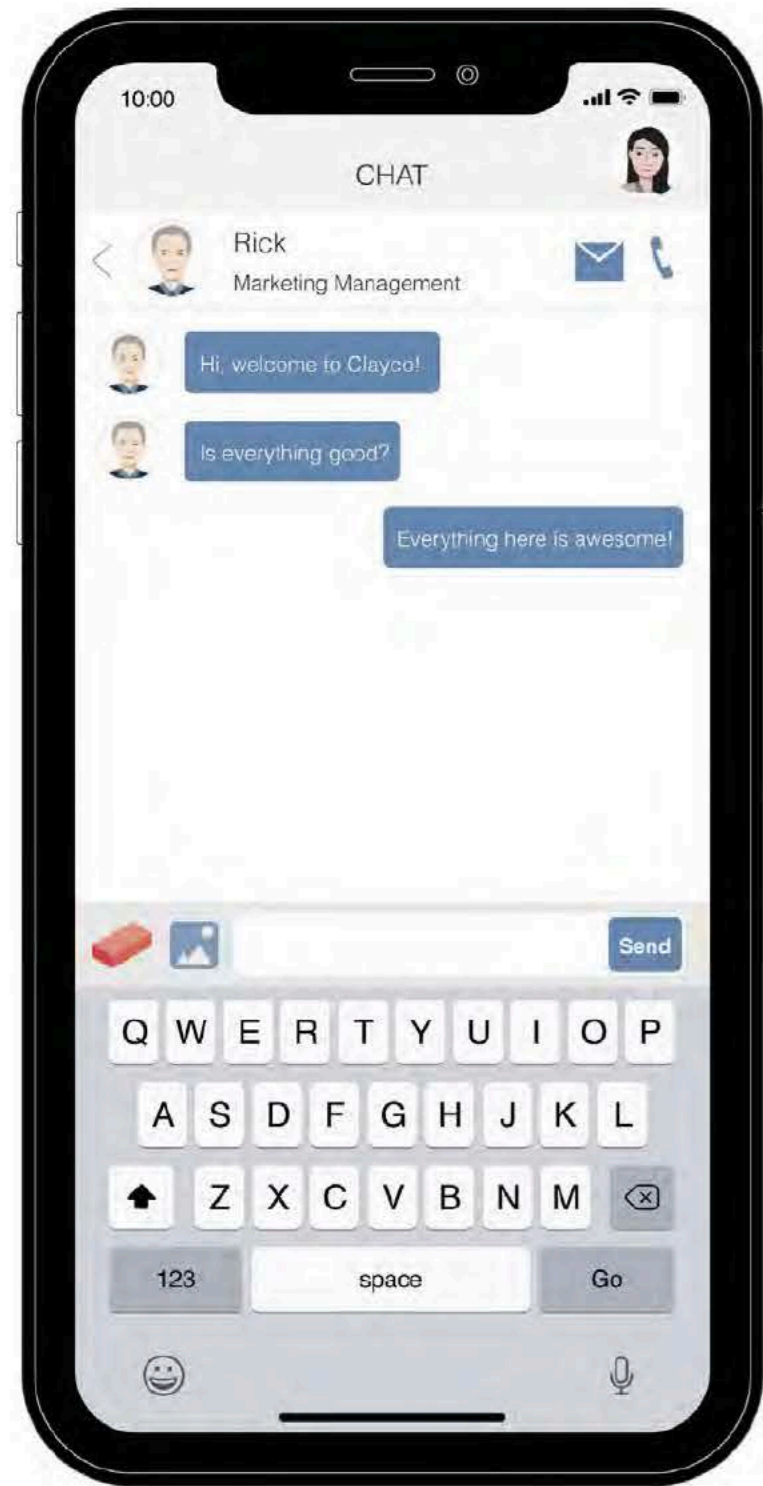 10:00
CHAT
Rick
Marketing Management
Hi, welcome to Clayco!
Is everything good?
Everything here is awesome!
Send
Q W E R T Y U I O P
A S D F G H J K L
Z X C V B N M
123 space Go